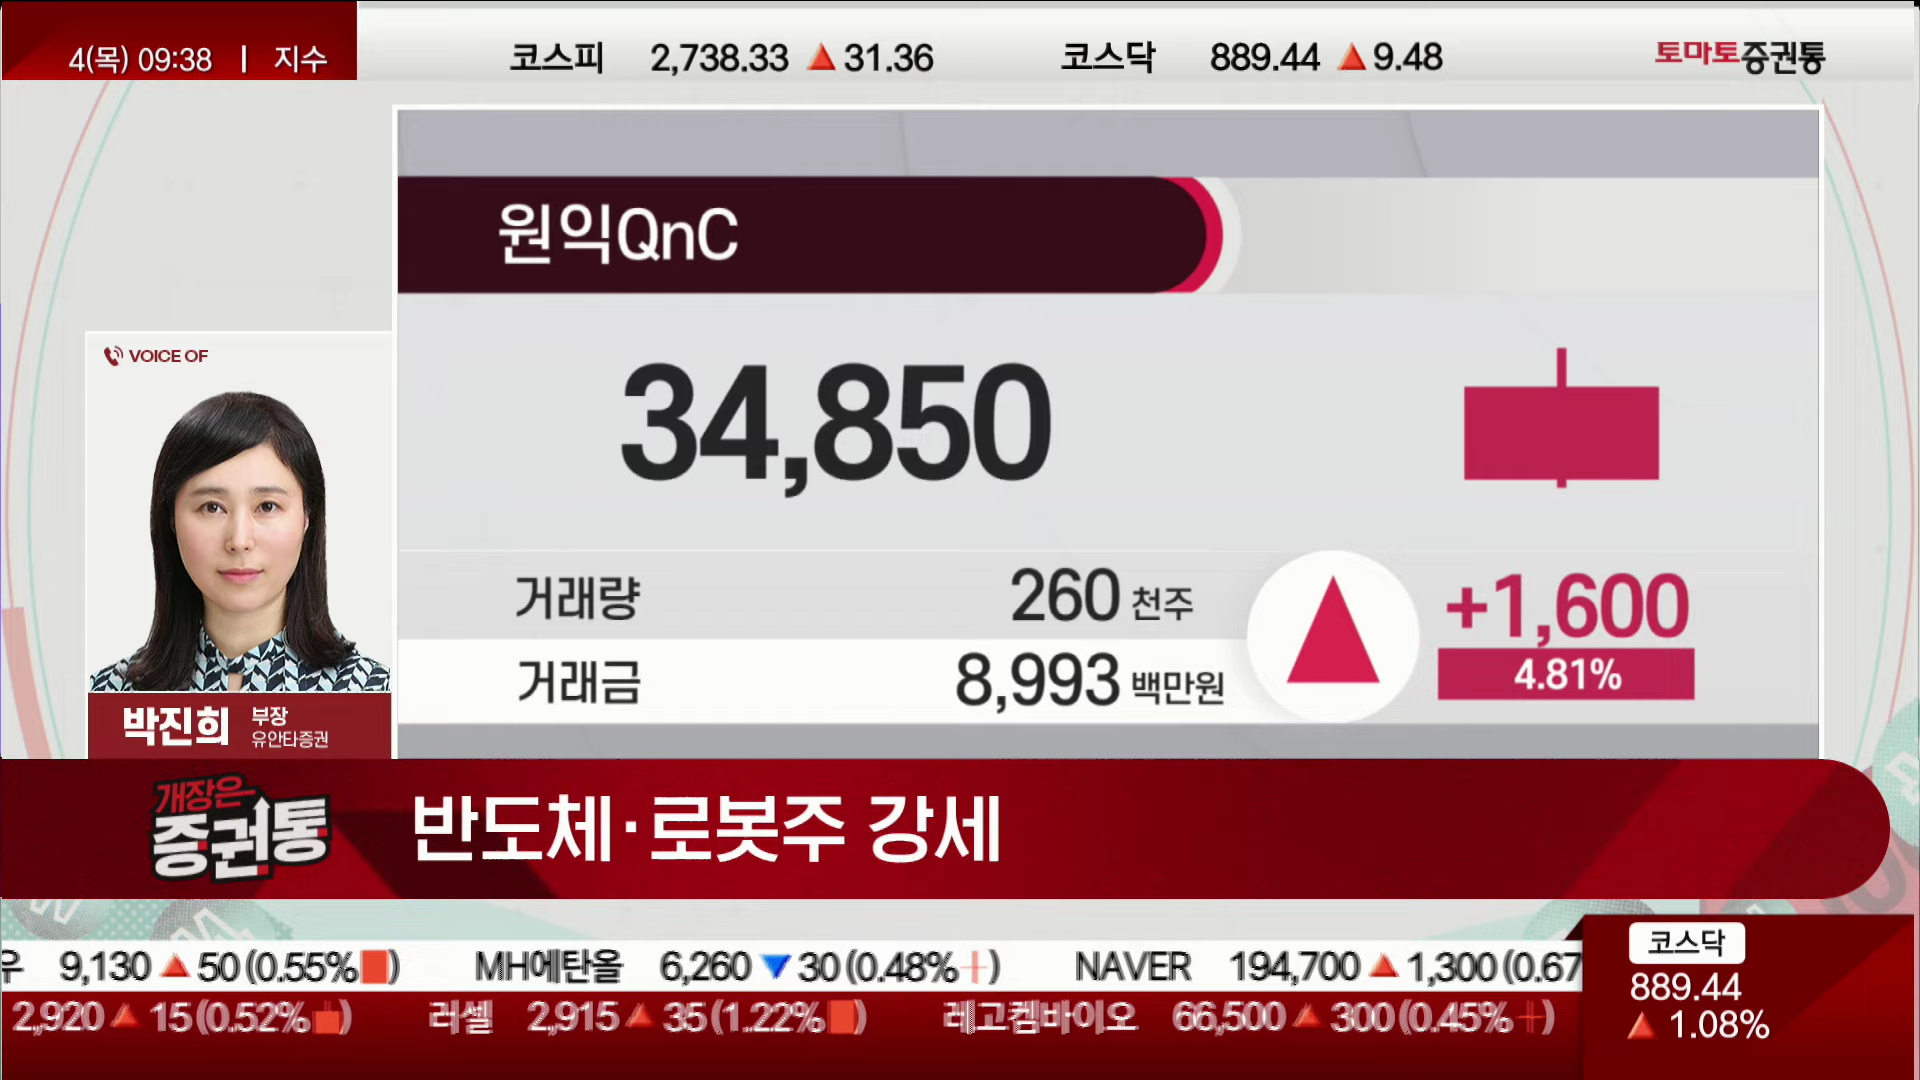 4(목) 09:38 | 지수
코스피 2,738.33 ▲ 31.36 코스닥 889.44 ▲ 9.48
토마토증권통
원익QnC
34,850
거래량 260 천주
거래금 8,993 백만원
▲ +1,600
4.81%
VOICE OF
박진희 부장
유안타증권
개장은
증권통
반도체·로봇주 강세
우 9,130 ▲ 50 (0.55% ) MH에탄올 6,260 ▼ 30 (0.48% ) NAVER 194,700 ▲ 1,300 (0.67
2,920 ▲ 15 (0.52% ) 러셀 2,915 ▲ 35 (1.22% ) 레고켐바이오 66,500 ▲ 300 (0.45% )
코스닥
889.44
▲ 1.08%